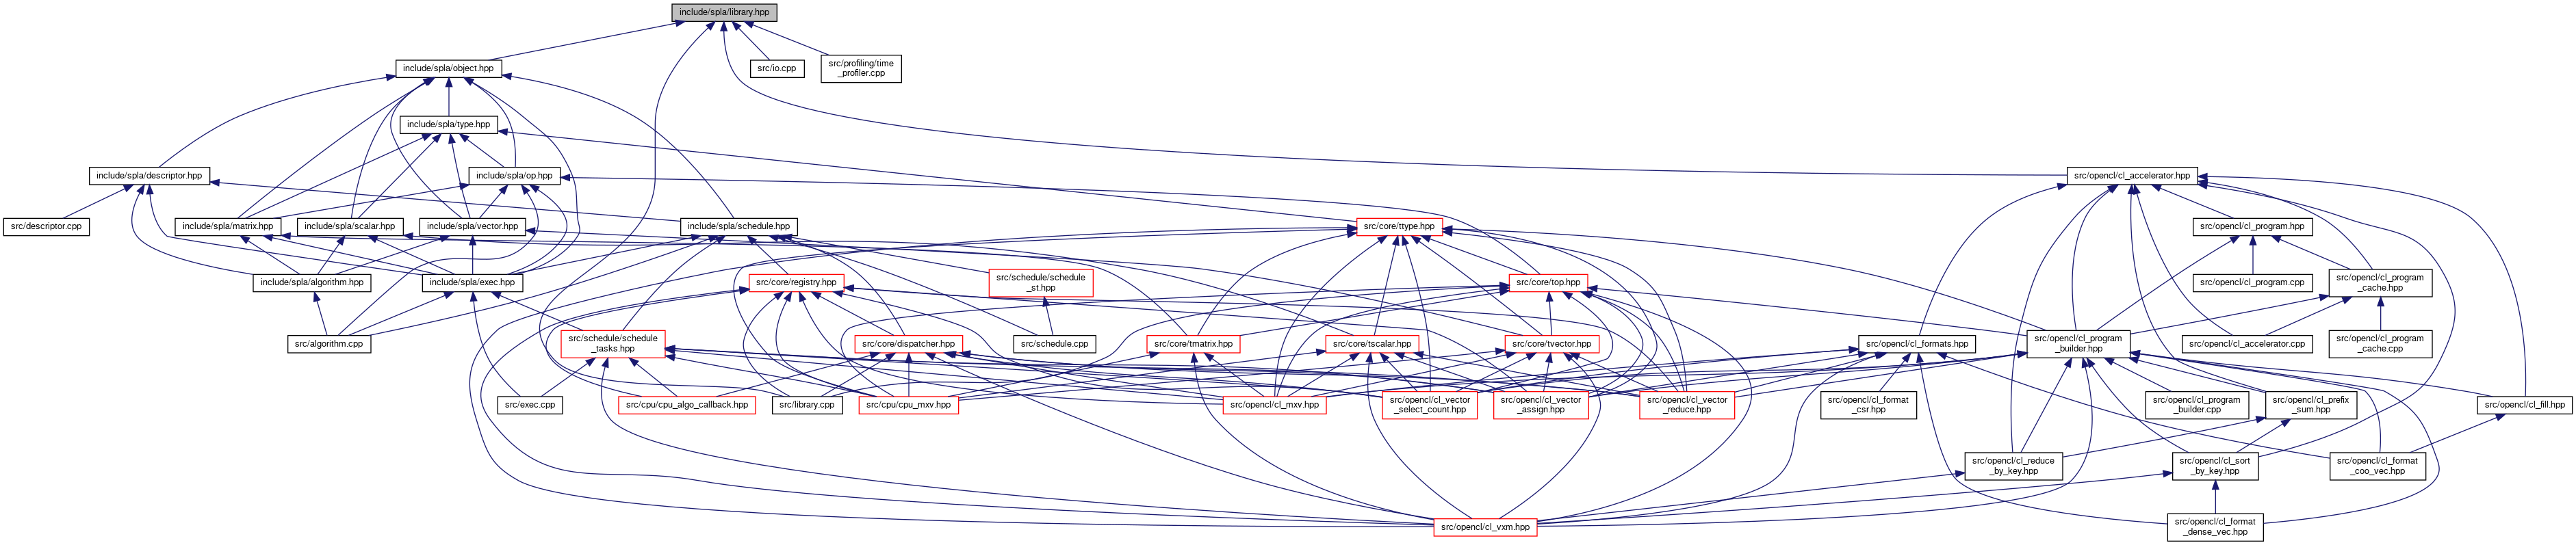 include/spla/library.hpp
include/spla/object.hpp
src/io.cpp
src/profiling/time
_profiler.cpp
include/spla/type.hpp
include/spla/descriptor.hpp
include/spla/op.hpp
src/opencl/cl_accelerator.hpp
src/descriptor.cpp
include/spla/matrix.hpp
include/spla/scalar.hpp
include/spla/vector.hpp
include/spla/schedule.hpp
src/core/ttype.hpp
src/opencl/cl_program.hpp
include/spla/algorithm.hpp
include/spla/exec.hpp
src/core/registry.hpp
src/schedule/schedule
_st.hpp
src/core/top.hpp
src/opencl/cl_program.cpp
src/opencl/cl_program
_cache.hpp
src/algorithm.cpp
src/schedule/schedule
_tasks.hpp
src/core/dispatcher.hpp
src/schedule.cpp
src/core/tmatrix.hpp
src/core/tscalar.hpp
src/core/tvector.hpp
src/opencl/cl_formats.hpp
src/opencl/cl_program
_builder.hpp
src/opencl/cl_accelerator.cpp
src/opencl/cl_program
_cache.cpp
src/exec.cpp
src/cpu/cpu_algo_callback.hpp
src/library.cpp
src/cpu/cpu_mxv.hpp
src/opencl/cl_mxv.hpp
src/opencl/cl_vector
_select_count.hpp
src/opencl/cl_vector
_assign.hpp
src/opencl/cl_vector
_reduce.hpp
src/opencl/cl_format
_csr.hpp
src/opencl/cl_program
_builder.cpp
src/opencl/cl_prefix
_sum.hpp
src/opencl/cl_fill.hpp
src/opencl/cl_reduce
_by_key.hpp
src/opencl/cl_sort
_by_key.hpp
src/opencl/cl_format
_coo_vec.hpp
src/opencl/cl_vxm.hpp
src/opencl/cl_format
_dense_vec.hpp